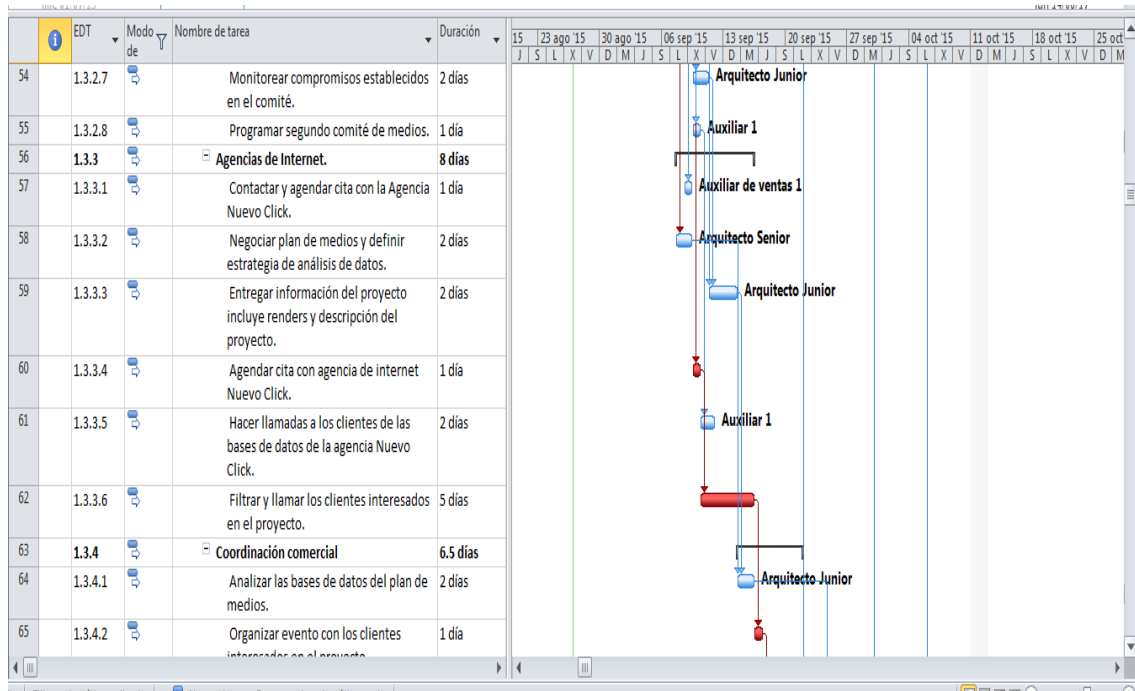 EDT Modo de Nombre de tarea Duración
15 23 ago '15 30 ago '15 06 sep '15 13 sep '15 20 sep '15 27 sep '15 04 oct '15 11 oct '15 18 oct '15 25 oct
J S L X V D M J S L X V D M J S L X V D M J S L X V D M J S L X V D M
54 1.3.2.7 Monitorear compromisos establecidos 2 días Arquitecto Junior
en el comité.
55 1.3.2.8 Programar segundo comité de medios. 1 día Auxiliar 1
56 1.3.3 Agencias de Internet. 8 días
57 1.3.3.1 Contactar y agendar cita con la Agencia 1 día Auxiliar de ventas 1
Nuevo Click.
58 1.3.3.2 Negociar plan de medios y definir 2 días Arquitecto Senior
estrategia de análisis de datos.
59 1.3.3.3 Entregar información del proyecto 2 días Arquitecto Junior
incluye renders y descripción del
proyecto.
60 1.3.3.4 Agendar cita con agencia de internet 1 día
Nuevo Click.
61 1.3.3.5 Hacer llamadas a los clientes de las 2 días Auxiliar 1
bases de datos de la agencia Nuevo
Click.
62 1.3.3.6 Filtrar y llamar los clientes interesados 5 días
en el proyecto.
63 1.3.4 Coordinación comercial 6.5 días
64 1.3.4.1 Analizar las bases de datos del plan de 2 días Arquitecto Junior
medios.
65 1.3.4.2 Organizar evento con los clientes 1 día
interesados en el proyecto